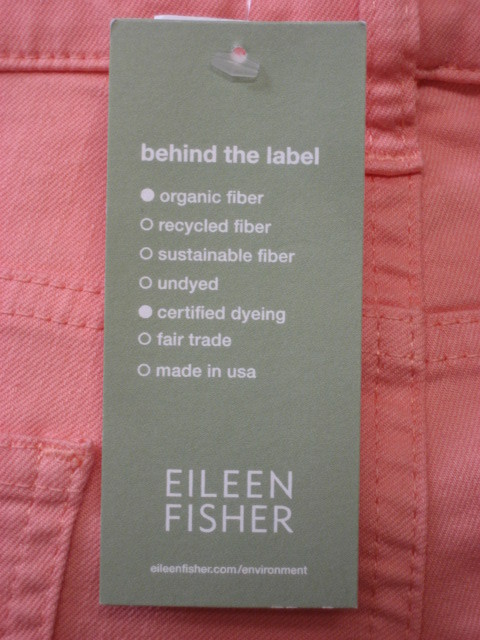 behind the label
organic fiber
recycled fiber
sustainable fiber
undyed
certified dyeing
fair trade
made in usa
EILEEN
FISHER
eileenfisher.com/environment